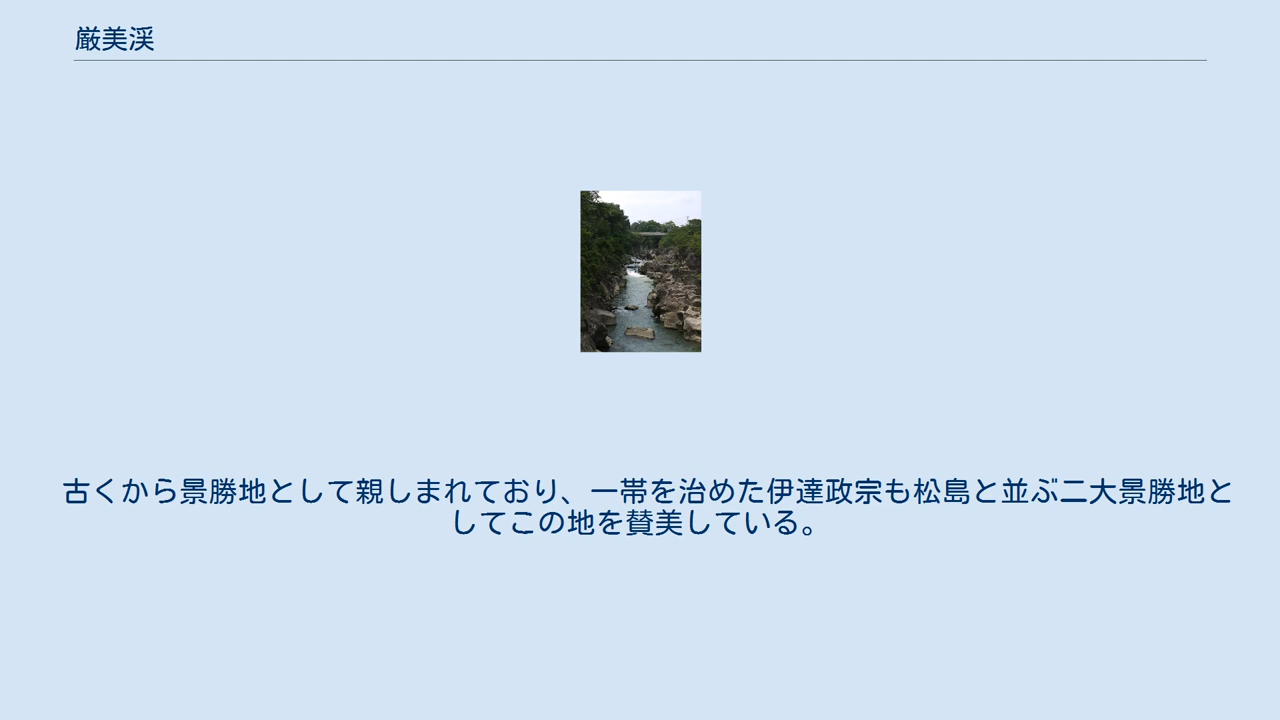 厳美渓
古くから景勝地として親しまれており、一帯を治めた伊達政宗も松島と並ぶ二大景勝地と
してこの地を賛美している。